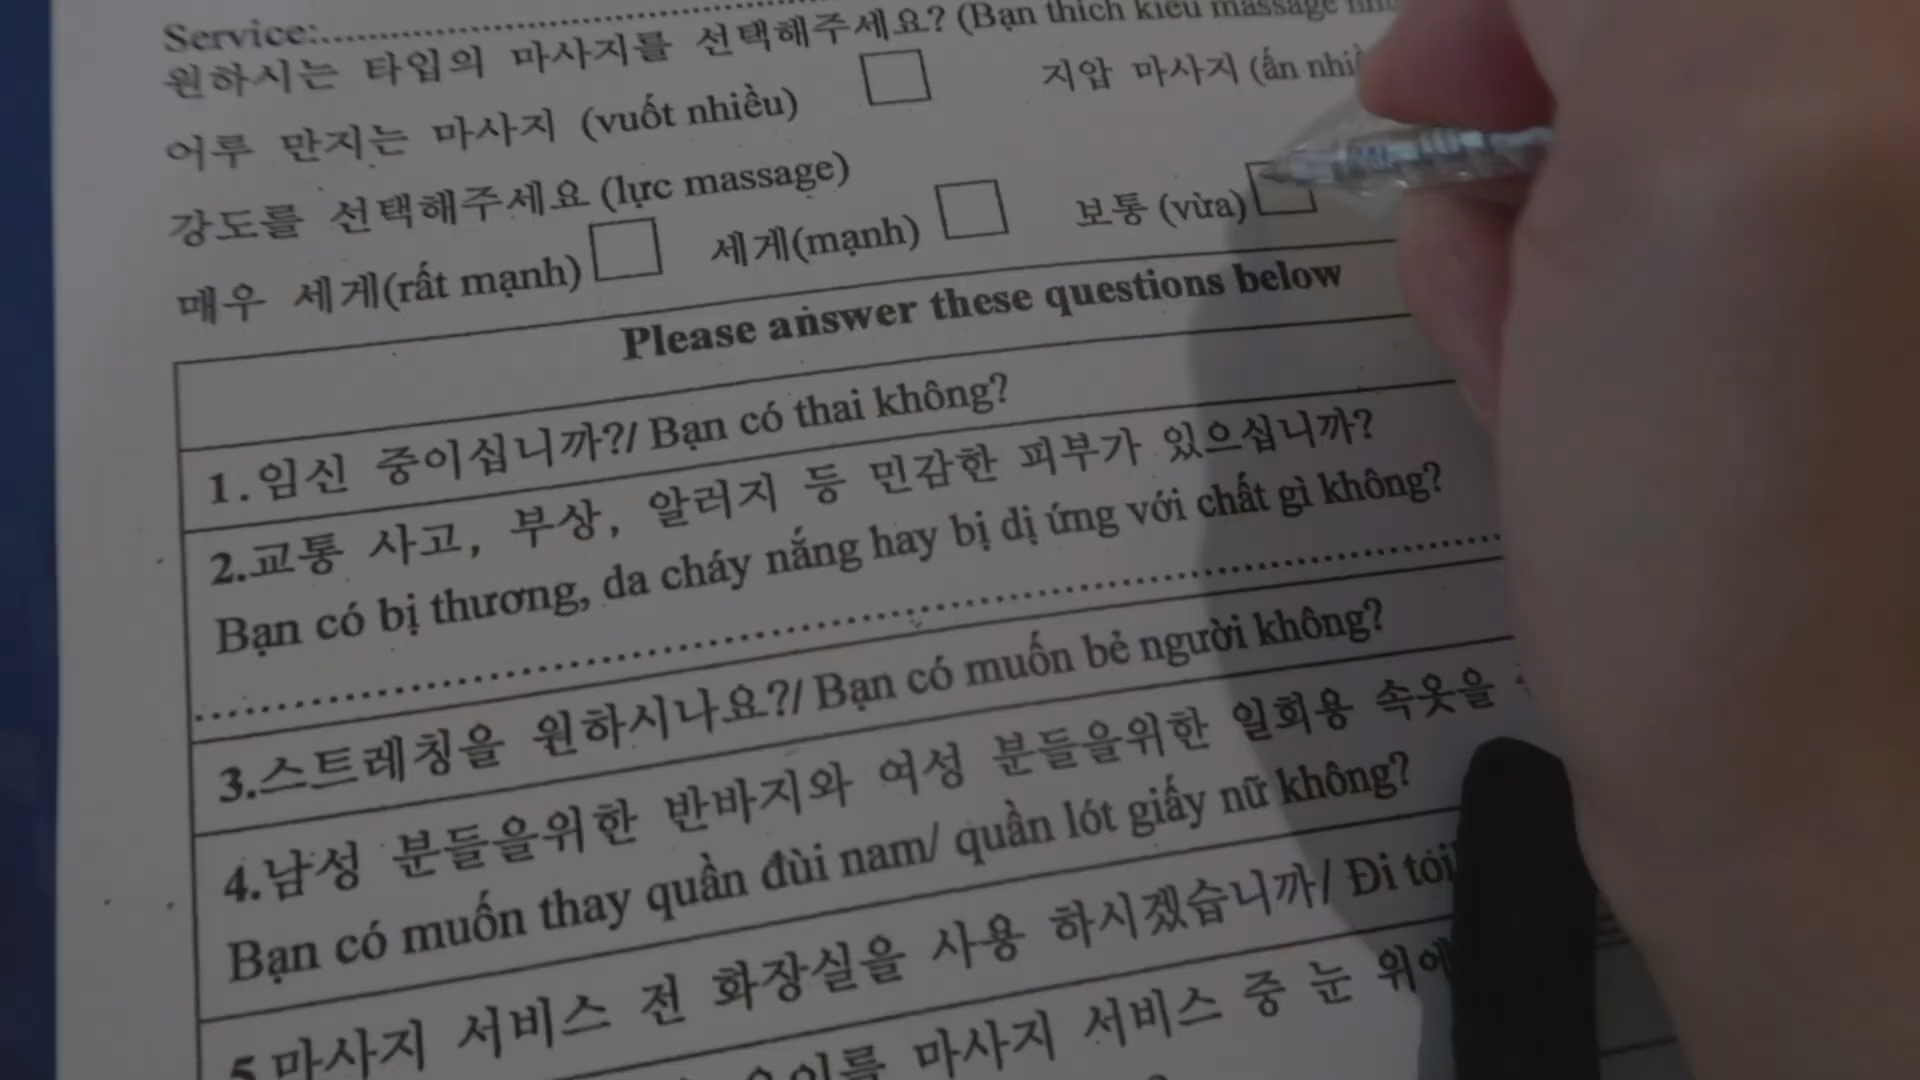 Service:
원하시는 타입의 마사지를 선택해주세요? (Bạn thích kiểu massage
어루 만지는 마사지 (vuốt nhiều) 지압 마사지 (ấn
강도를 선택해주세요 (lực massage)
매우 세게(rất mạnh) 세게(mạnh) 보통 (vừa)
Please answer these questions below
1.임신 중이십니까?/ Bạn có thai không?
2.교통 사고, 부상, 알러지 등 민감한 피부가 있으십니까?
Bạn có bị thương, da cháy nắng hay bị dị ứng với chất gì không?
3.스트레칭을 원하시나요?/ Bạn có muốn bẻ người không?
4.남성 분들을위한 반바지와 여성 분들을위한 일회용 속옷을
Bạn có muốn thay quần đùi nam/ quần lót giấy nữ không?
5.마사지 서비스 전 화장실을 사용 하시겠습니까/ Đi
마사지 서비스 중 눈 위에